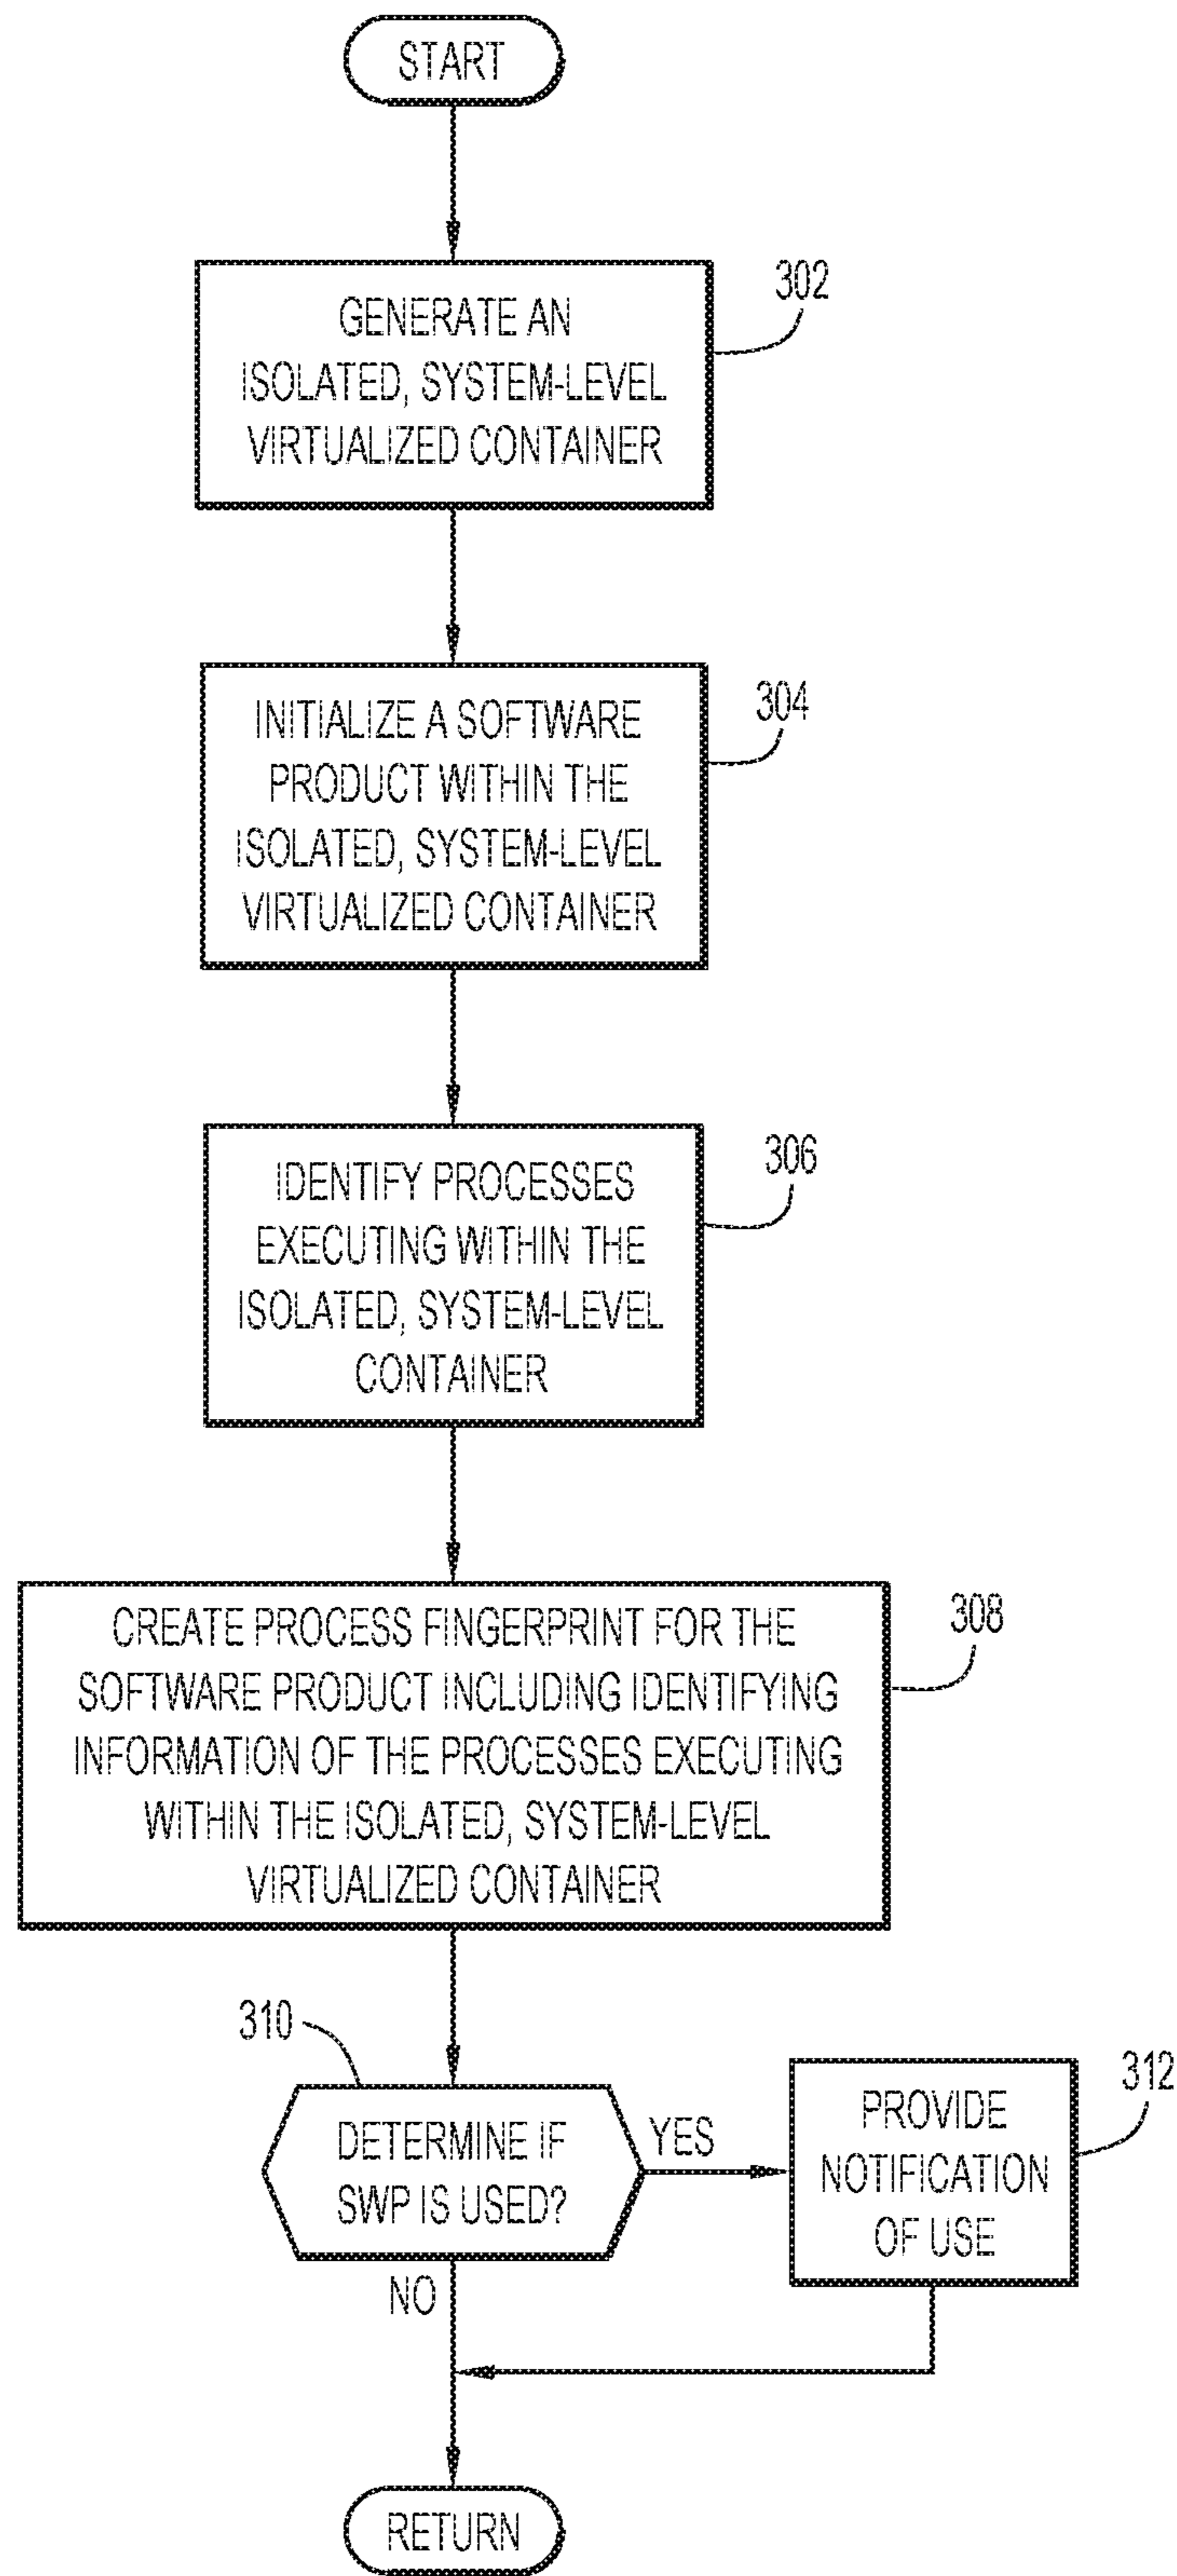 START
302
GENERATE AN
ISOLATED, SYSTEM-LEVEL
VIRTUALIZED CONTAINER
304
INITIALIZE A SOFTWARE
PRODUCT WITHIN THE
ISOLATED, SYSTEM-LEVEL
VIRTUALIZED CONTAINER
306
IDENTIFY PROCESSES
EXECUTING WITHIN THE
ISOLATED, SYSTEM-LEVEL
CONTAINER
308
CREATE PROCESS FINGERPRINT FOR THE
SOFTWARE PRODUCT INCLUDING IDENTIFYING
INFORMATION OF THE PROCESSES EXECUTING
WITHIN THE ISOLATED, SYSTEM-LEVEL
VIRTUALIZED CONTAINER
310
DETERMINE IF
SWP IS USED?
YES
312
PROVIDE
NOTIFICATION
OF USE
NO
RETURN